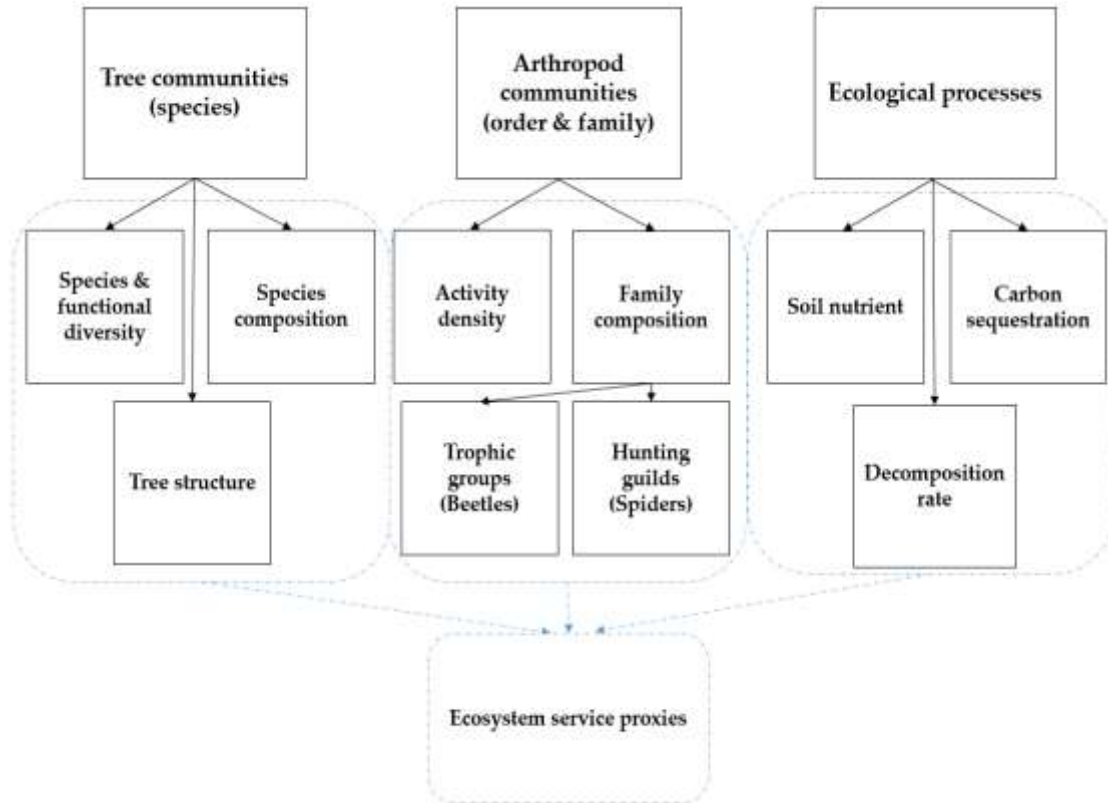 Tree communities
(species)
Arthropod
communities
(order & family)
Ecological processes
Species &
functional
diversity
Species
composition
Activity
density
Family
composition
Soil nutrient
Carbon
sequestration
Tree structure
Trophic
groups
(Beetles)
Hunting
guilds
(Spiders)
Decomposition
rate
Ecosystem service proxies